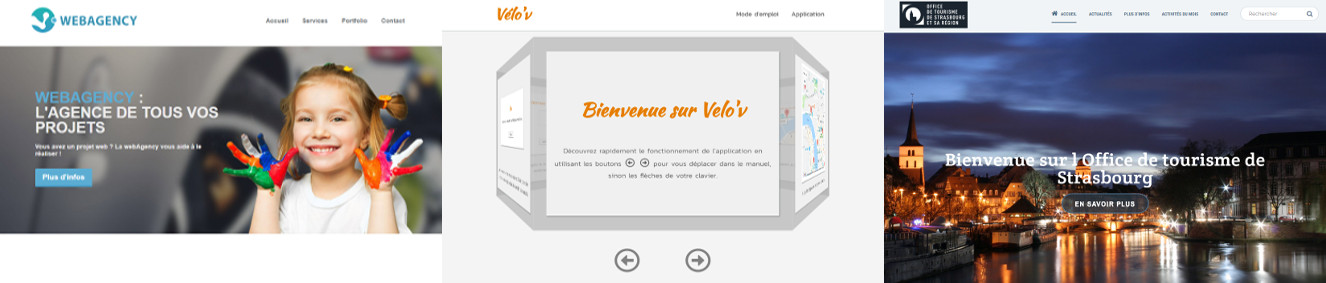 WEBAGENCY
Accueil Services Portfolio Contact
WEBAGENCY :
L'AGENCE DE TOUS VOS
PROJETS
Vous avez un projet web ? La webAgency vous aide à le
réaliser !
Plus d'infos
Vélo'v
Mode d'emploi Application
Bienvenue sur Velo'v
Découvrez rapidement le fonctionnement de l'application en
utilisant les boutons pour vous déplacer dans le manuel,
sinon les flèches de votre clavier.
OFFICE
DE TOURISME
DE STRASBOURG
ET SA RÉGION
ACCUEIL ACTUALITÉS PLUS D'INFOS ACTIVITÉS DU MOIS CONTACT
Rechercher
Bienvenue sur l Office de tourisme de
Strasbourg
EN SAVOIR PLUS